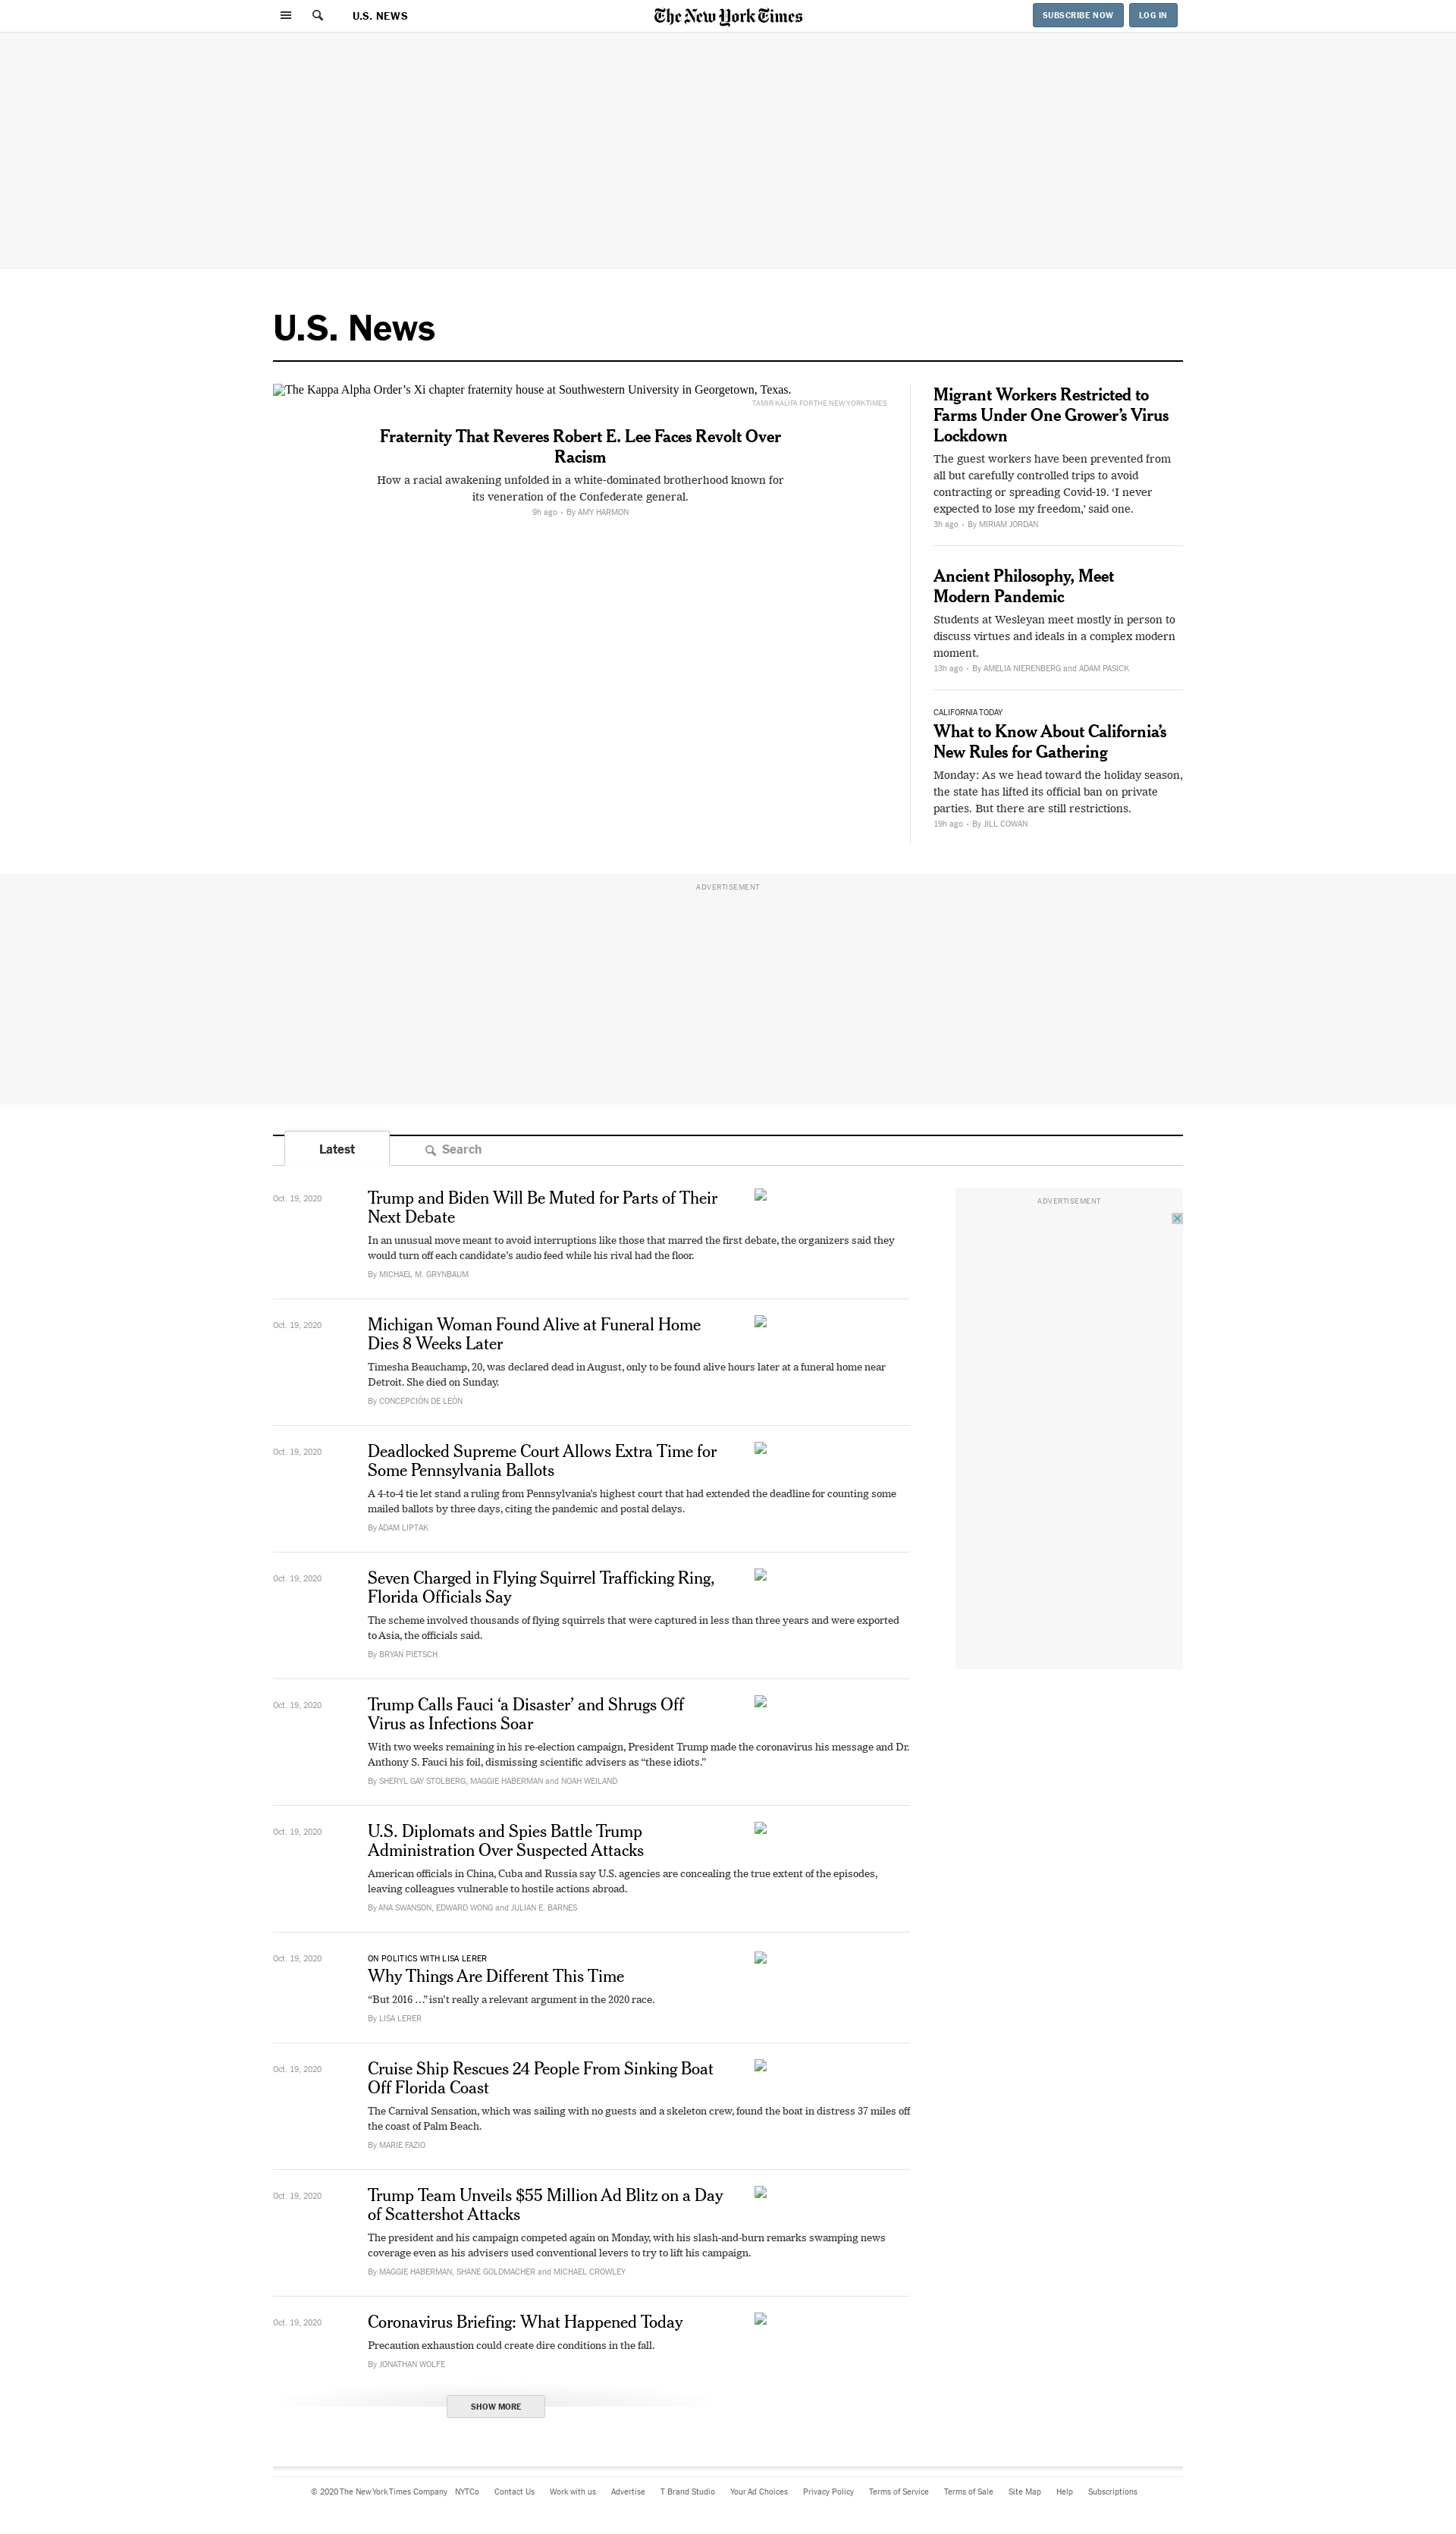 U.S. NEWS
The New York Times
SUBSCRIBE NOW
LOG IN
U.S. News
The Kappa Alpha Order’s Xi chapter fraternity house at Southwestern University in Georgetown, Texas.
TAMIR KALIFA FOR THE NEW YORK TIMES
Fraternity That Reveres Robert E. Lee Faces Revolt Over
Racism
How a racial awakening unfolded in a white-dominated brotherhood known for
its veneration of the Confederate general.
9h ago • By AMY HARMON
Migrant Workers Restricted to
Farms Under One Grower’s Virus
Lockdown
The guest workers have been prevented from
all but carefully controlled trips to avoid
contracting or spreading Covid-19. ‘I never
expected to lose my freedom,’ said one.
3h ago • By MIRIAM JORDAN
Ancient Philosophy, Meet
Modern Pandemic
Students at Wesleyan meet mostly in person to
discuss virtues and ideals in a complex modern
moment.
13h ago • By AMELIA NIERENBERG and ADAM PASICK
CALIFORNIA TODAY
What to Know About California’s
New Rules for Gathering
Monday: As we head toward the holiday season,
the state has lifted its official ban on private
parties. But there are still restrictions.
19h ago • By JILL COWAN
ADVERTISEMENT
Latest
Search
ADVERTISEMENT
Oct. 19, 2020
Trump and Biden Will Be Muted for Parts of Their
Next Debate
In an unusual move meant to avoid interruptions like those that marred the first debate, the organizers said they
would turn off each candidate’s audio feed while his rival had the floor.
By MICHAEL M. GRYNBAUM
Oct. 19, 2020
Michigan Woman Found Alive at Funeral Home
Dies 8 Weeks Later
Timesha Beauchamp, 20, was declared dead in August, only to be found alive hours later at a funeral home near
Detroit. She died on Sunday.
By CONCEPCIÓN DE LEÓN
Oct. 19, 2020
Deadlocked Supreme Court Allows Extra Time for
Some Pennsylvania Ballots
A 4-to-4 tie let stand a ruling from Pennsylvania’s highest court that had extended the deadline for counting some
mailed ballots by three days, citing the pandemic and postal delays.
By ADAM LIPTAK
Oct. 19, 2020
Seven Charged in Flying Squirrel Trafficking Ring,
Florida Officials Say
The scheme involved thousands of flying squirrels that were captured in less than three years and were exported
to Asia, the officials said.
By BRYAN PIETSCH
Oct. 19, 2020
Trump Calls Fauci ‘a Disaster’ and Shrugs Off
Virus as Infections Soar
With two weeks remaining in his re-election campaign, President Trump made the coronavirus his message and Dr.
Anthony S. Fauci his foil, dismissing scientific advisers as “these idiots.”
By SHERYL GAY STOLBERG, MAGGIE HABERMAN and NOAH WEILAND
Oct. 19, 2020
U.S. Diplomats and Spies Battle Trump
Administration Over Suspected Attacks
American officials in China, Cuba and Russia say U.S. agencies are concealing the true extent of the episodes,
leaving colleagues vulnerable to hostile actions abroad.
By ANA SWANSON, EDWARD WONG and JULIAN E. BARNES
Oct. 19, 2020
ON POLITICS WITH LISA LERER
Why Things Are Different This Time
“But 2016 …” isn’t really a relevant argument in the 2020 race.
By LISA LERER
Oct. 19, 2020
Cruise Ship Rescues 24 People From Sinking Boat
Off Florida Coast
The Carnival Sensation, which was sailing with no guests and a skeleton crew, found the boat in distress 37 miles off
the coast of Palm Beach.
By MARIE FAZIO
Oct. 19, 2020
Trump Team Unveils $55 Million Ad Blitz on a Day
of Scattershot Attacks
The president and his campaign competed again on Monday, with his slash-and-burn remarks swamping news
coverage even as his advisers used conventional levers to try to lift his campaign.
By MAGGIE HABERMAN, SHANE GOLDMACHER and MICHAEL CROWLEY
Oct. 19, 2020
Coronavirus Briefing: What Happened Today
Precaution exhaustion could create dire conditions in the fall.
By JONATHAN WOLFE
SHOW MORE
© 2020 The New York Times Company NYTCo Contact Us Work with us Advertise T Brand Studio Your Ad Choices Privacy Policy Terms of Service Terms of Sale Site Map Help Subscriptions